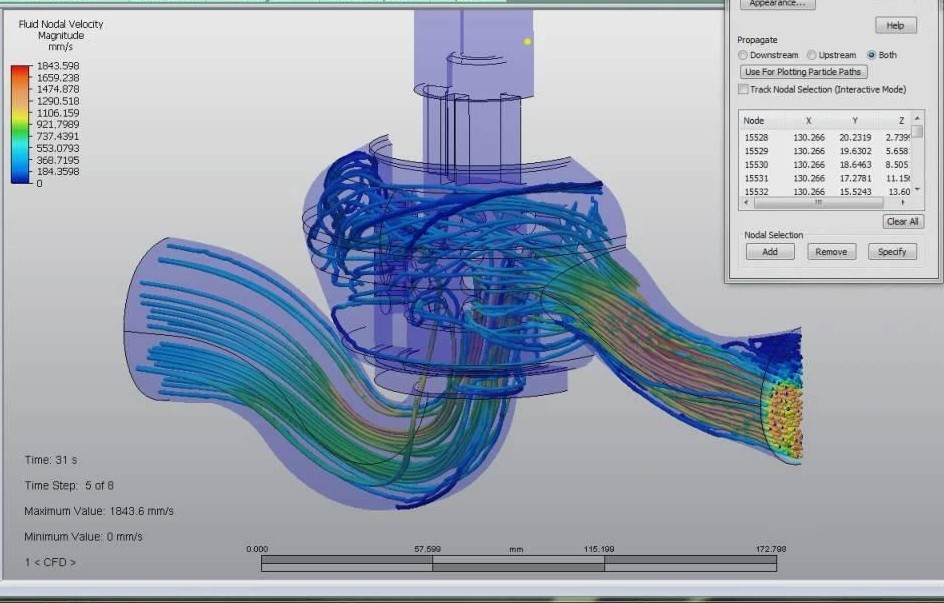 Fluid Nodal Velocity
Magnitude
mm/s
1843.598
1659.238
1474.878
1290.518
1106.159
921.7989
737.4391
553.0793
368.7195
184.3598
0
Time: 31 s
Time Step: 5 of 8
Maximum Value: 1843.6 mm/s
Minimum Value: 0 mm/s
1 < CFD >
0.000 57.599 mm 115.199 172.798
Appearance...
Help
Propagate
Downstream Upstream Both
Use For Plotting Particle Paths
Track Nodal Selection (Interactive Mode)
Node X Y Z
15528 130.266 20.2319 2.739
15529 130.266 19.6302 5.658
15530 130.266 18.6463 8.505
15531 130.266 17.2781 11.15
15532 130.266 15.5243 13.60
Clear All
Nodal Selection
Add Remove Specify